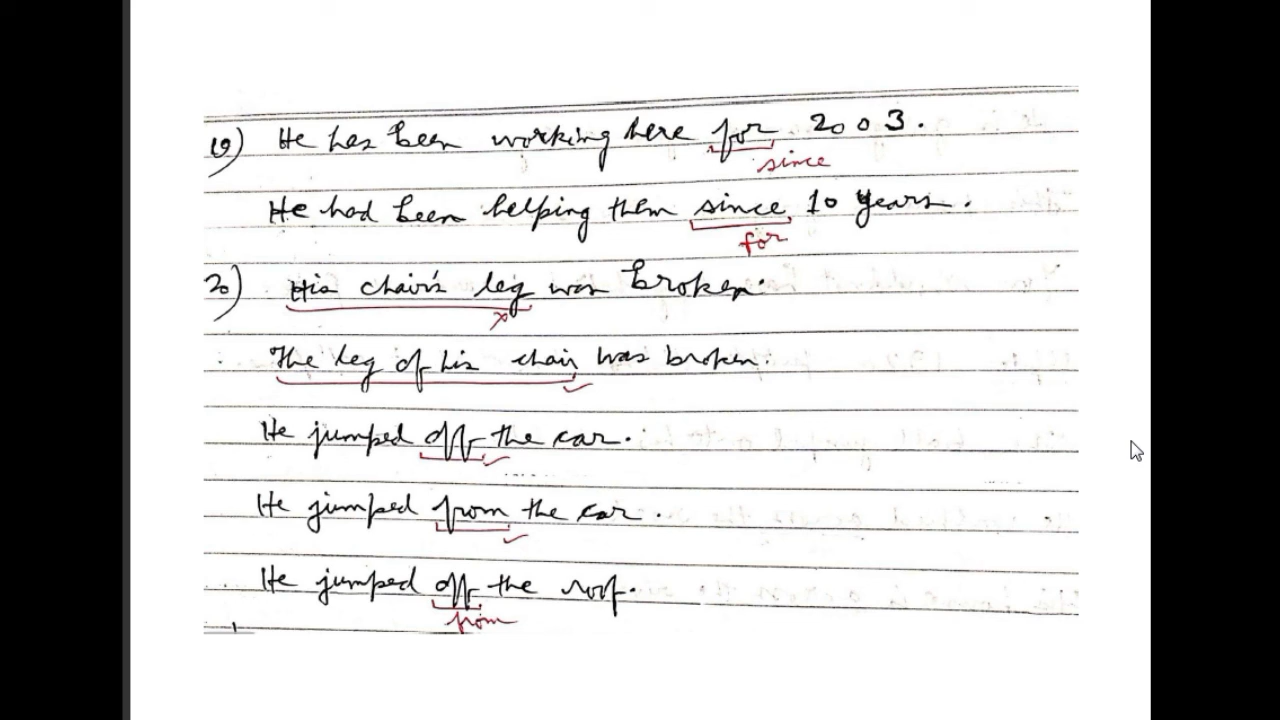 19) He has been working here for 2003.
since
He had been helping them since 10 years.
for
20) His chair's leg was broken.
x
The leg of his chair was broken.
✓
He jumped off the car.
✓
He jumped from the car.
✓
He jumped off the roof.
from